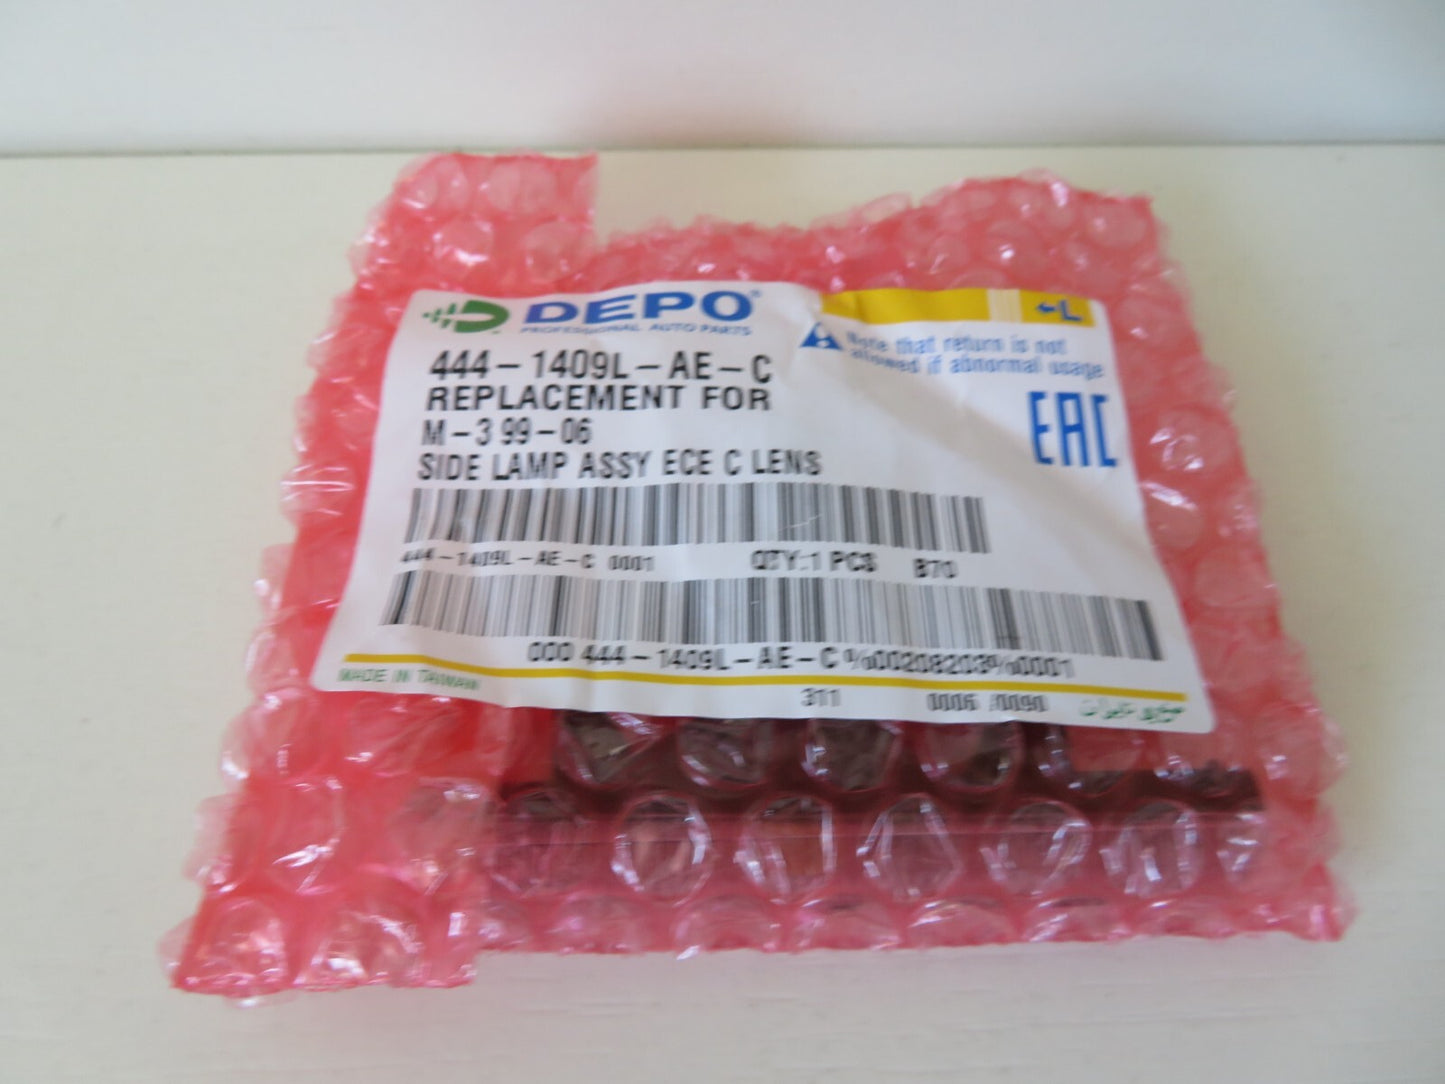 DEPO®
PROFESSIONAL AUTO PARTS
L
Note that return is not
allowed if abnormal usage
444-1409L-AE-C
REPLACEMENT FOR
M-3 99-06
SIDE LAMP ASSY ECE C LENS
EAC
444-1409L-AE-C 0001 QTY:1 PCS B70
000 444-1409L-AE-C%00208203%0001
MADE IN TAIWAN
311 0006 /0090